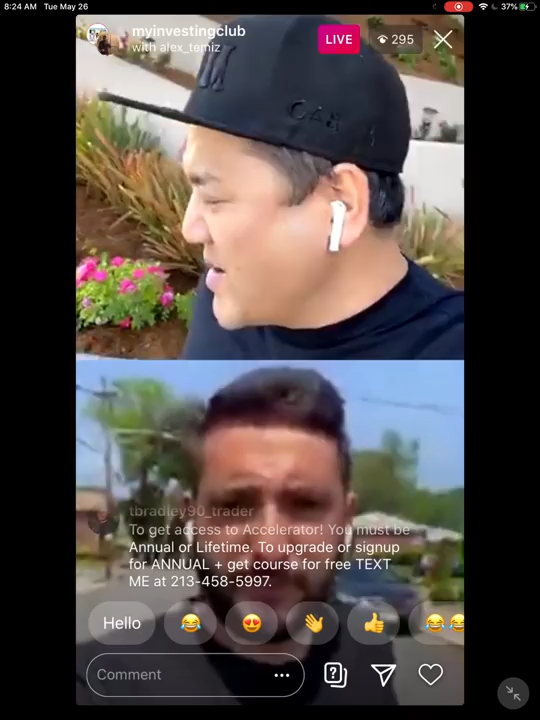 8:24 AM Tue May 26
37%
myinvestingclub
with alex_temiz
LIVE
295
tbradley90_trader
To get access to Accelerator! You must be
Annual or Lifetime. To upgrade or signup
for ANNUAL + get course for free TEXT
ME at 213-458-5997.
Hello
Comment